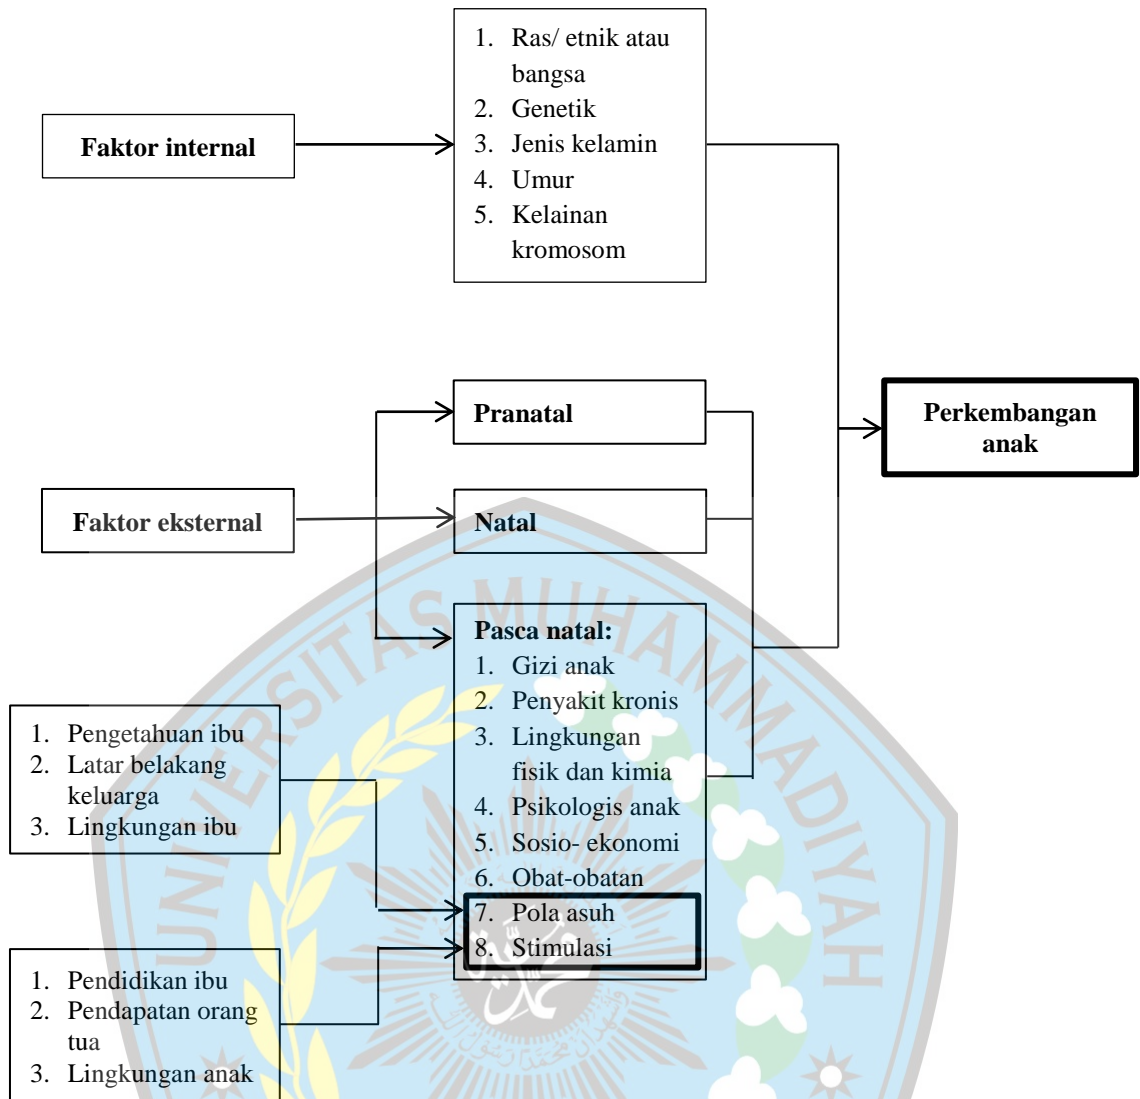 1. Ras/ etnik atau
bangsa
2. Genetik
3. Jenis kelamin
4. Umur
5. Kelainan
kromosom
Faktor internal
Pranatal
Perkembangan
anak
Faktor eksternal
Natal
Pasca natal:
1. Gizi anak
2. Penyakit kronis
3. Lingkungan
fisik dan kimia
4. Psikologis anak
5. Sosio- ekonomi
6. Obat-obatan
7. Pola asuh
8. Stimulasi
1. Pengetahuan ibu
2. Latar belakang
keluarga
3. Lingkungan ibu
1. Pendidikan ibu
2. Pendapatan orang
tua
3. Lingkungan anak
UNIVERSITAS MUHAMMADIYAH